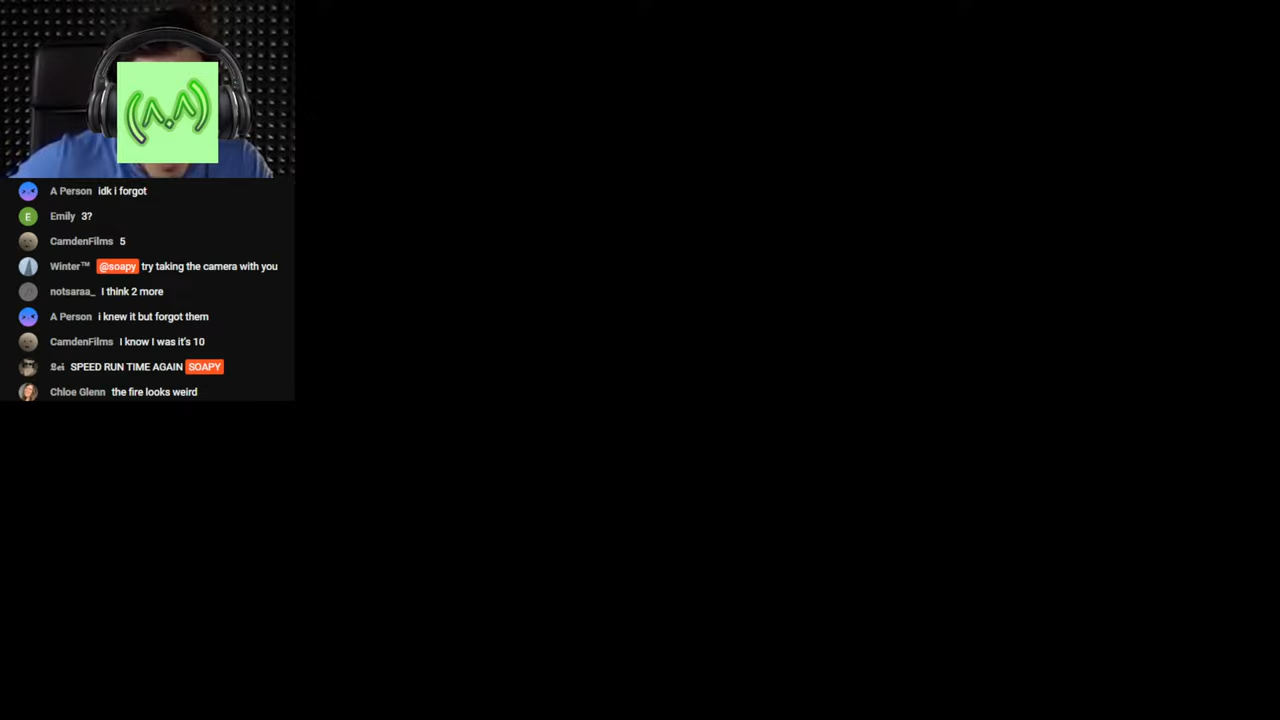 (^.^)
A Person idk i forgot
Emily 3?
CamdenFilms 5
Winter™ @soapy try taking the camera with you
notsaraa_ I think 2 more
A Person i knew it but forgot them
CamdenFilms I know I was it's 10
𝕷𝖊𝖎 SPEED RUN TIME AGAIN SOAPY
Chloe Glenn the fire looks weird